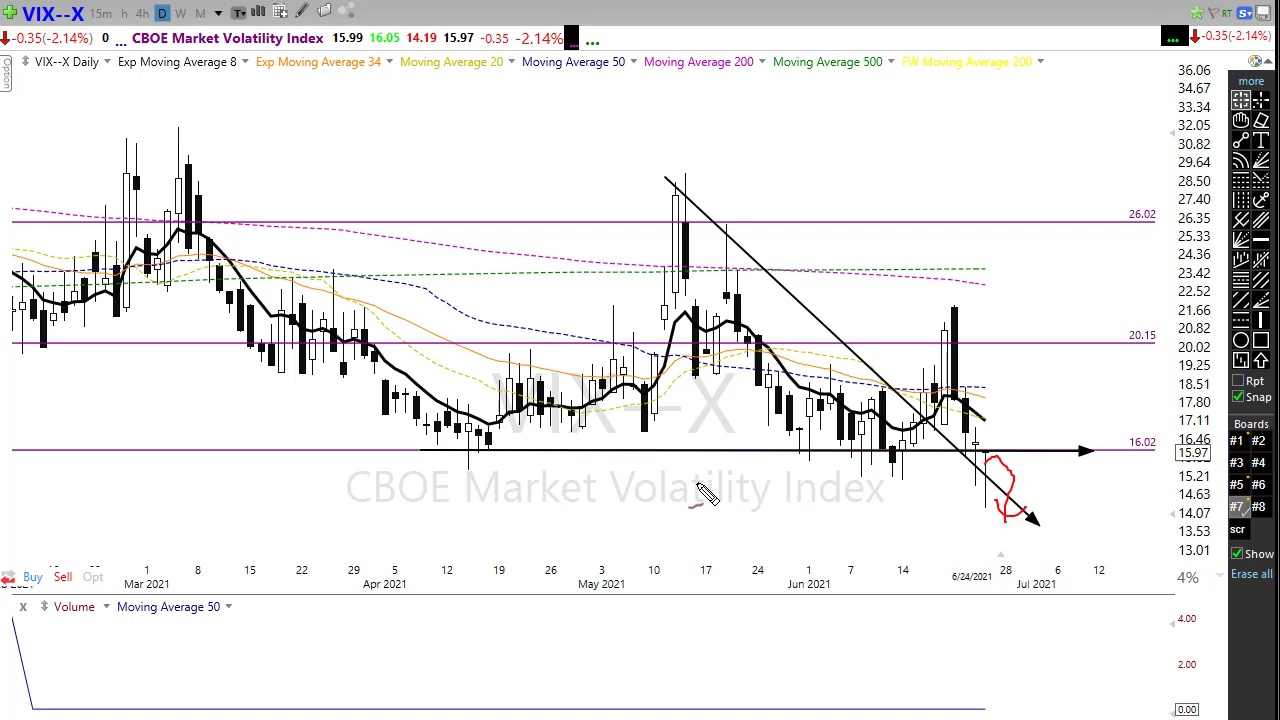 VIX--X 15m h 4h D W M T RT S
-0.35(-2.14%) 0 ... CBOE Market Volatility Index 15.99 16.05 14.19 15.97 -0.35 -2.14% ... ... -0.35(-2.14%)
Option
VIX--X Daily Exp Moving Average 8 Exp Moving Average 34 Moving Average 20 Moving Average 50 Moving Average 200 Moving Average 500 FW Moving Average 200
36.06
34.67
33.34
32.05
30.82
29.64
28.50
27.40
26.35
25.33
24.36
23.42
22.52
21.66
20.82
20.02
19.25
18.51
17.80
17.11
16.46
15.97
15.21
14.63
14.07
13.53
13.01
26.02
20.15
16.02
VIX--X
CBOE Market Volatility Index
more
Rpt
Snap
Boards
#1 #2
#3 #4
#5 #6
#7 #8
scr
Show
Erase all
Buy Sell Opt
8 15 22 29 5 12 19 26 3 10 17 24 1 7 14 6/24/2021 28 6 12
Mar 2021 Apr 2021 May 2021 Jun 2021 Jul 2021
4%
X Volume Moving Average 50
4.00
2.00
0.00